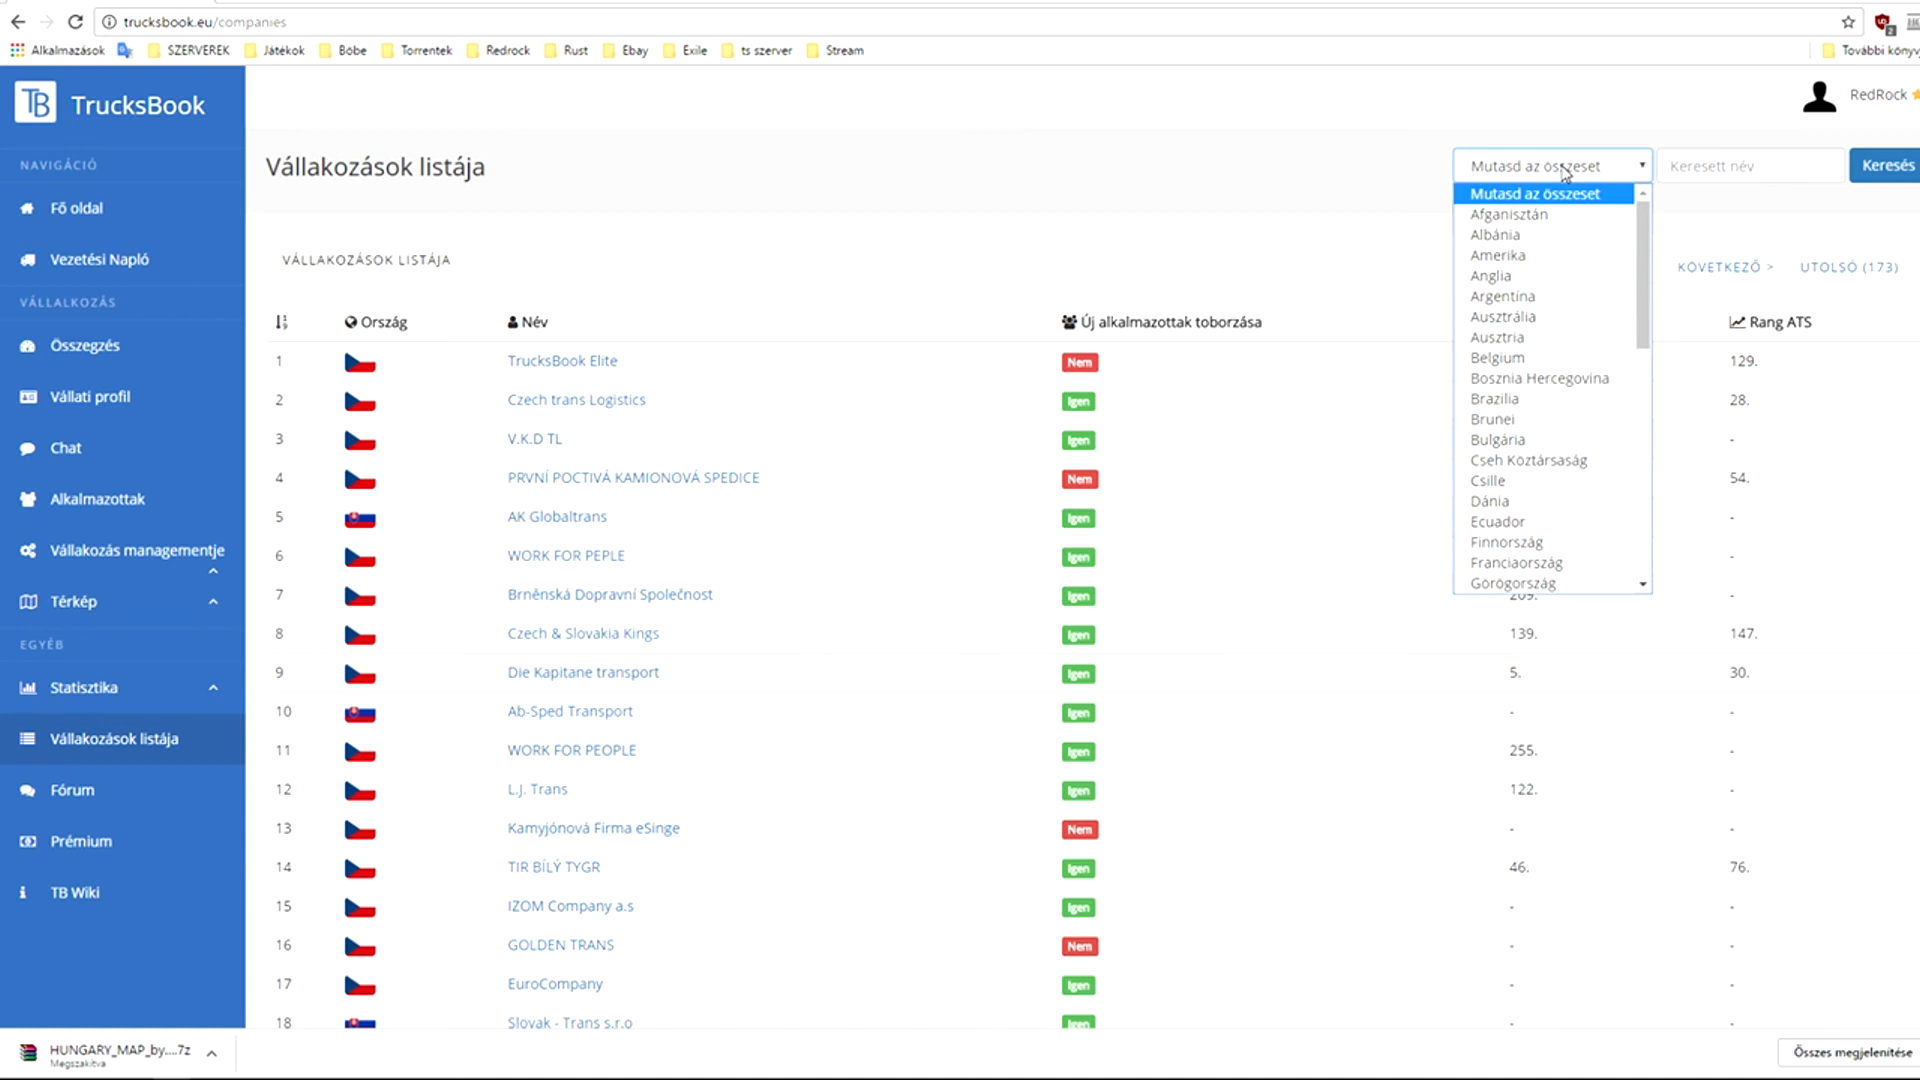 trucksbook.eu/companies
Alkalmazások SZERVEREK Játékok Böbe Torrentek Redrock Rust Ebay Exile ts szerver Stream További könyvj
TB TrucksBook
RedRock
NAVIGÁCIÓ
Fő oldal
Vezetési Napló
VÁLLALKOZÁS
Összegzés
Vállati profil
Chat
Alkalmazottak
Vállakozás managementje
Térkép
EGYÉB
Statisztika
Vállakozások listája
Fórum
Prémium
TB Wiki
Vállakozások listája
Mutasd az összeset Keresett név Keresés
Mutasd az összeset
Afganisztán
Albánia
Amerika
Anglia
Argentína
Ausztrália
Ausztria
Belgium
Bosznia Hercegovina
Brazilia
Brunei
Bulgária
Cseh Köztársaság
Csille
Dánia
Ecuador
Finnország
Franciaország
Görögország
VÁLLAKOZÁSOK LISTÁJA
KÖVETKEZŐ > UTOLSÓ (173)
Ország Név Új alkalmazottak toborzása Rang ATS
1 TrucksBook Elite Nem 129.
2 Czech trans Logistics Igen 28.
3 V.K.D TL Igen -
4 PRVNÍ POCTIVÁ KAMIONOVÁ SPEDICE Nem 54.
5 AK Globaltrans Igen -
6 WORK FOR PEPLE Igen -
7 Brněnská Dopravní Společnost Igen 209. -
8 Czech & Slovakia Kings Igen 139. 147.
9 Die Kapitane transport Igen 5. 30.
10 Ab-Sped Transport Igen - -
11 WORK FOR PEOPLE Igen 255. -
12 L.J. Trans Igen 122. -
13 Kamyjónová Firma eSinge Nem - -
14 TIR BÍLÝ TYGR Igen 46. 76.
15 IZOM Company a.s Igen - -
16 GOLDEN TRANS Nem - -
17 EuroCompany Igen - -
18 Slovak - Trans s.r.o Igen - -
HUNGARY_MAP_by....7z
Megszakítva
Összes megjelenítése